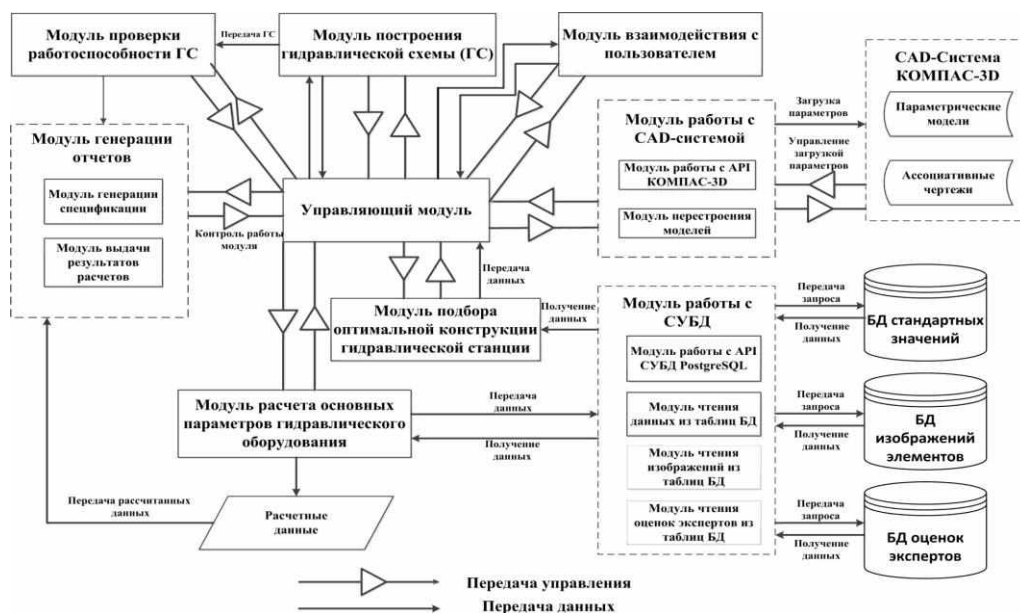 Модуль проверки
работоспособности ГС
Передача ГС
Модуль построения
гидравлической схемы (ГС)
Модуль взаимодействия с
пользователем
CAD-Система
КОМПАС-3D
Параметрические
модели
Ассоциативные
чертежи
Загрузка
параметров
Управление
загрузкой
параметров
Модуль работы с
CAD-системой
Модуль работы с API
КОМПАС-3D
Модуль перестроения
моделей
Модуль генерации
отчетов
Модуль генерации
спецификации
Модуль выдачи
результатов
расчетов
Контроль работы
модуля
Управляющий модуль
Передача
данных
Модуль подбора
оптимальной конструкции
гидравлической станции
Получение
данных
Модуль работы с
СУБД
Модуль работы с API
СУБД PostgreSQL
Модуль чтения
данных из таблиц БД
Модуль чтения
изображений из
таблиц БД
Модуль чтения
оценок экспертов из
таблиц БД
Передача
запроса
Получение
данных
БД стандартных
значений
Передача
запроса
Получение
данных
БД
изображений
элементов
Передача
запроса
Получение
данных
БД оценок
экспертов
Модуль расчета основных
параметров гидравлического
оборудования
Передача
данных
Получение
данных
Передача рассчитанных
данных
Расчетные
данные
Передача управления
Передача данных